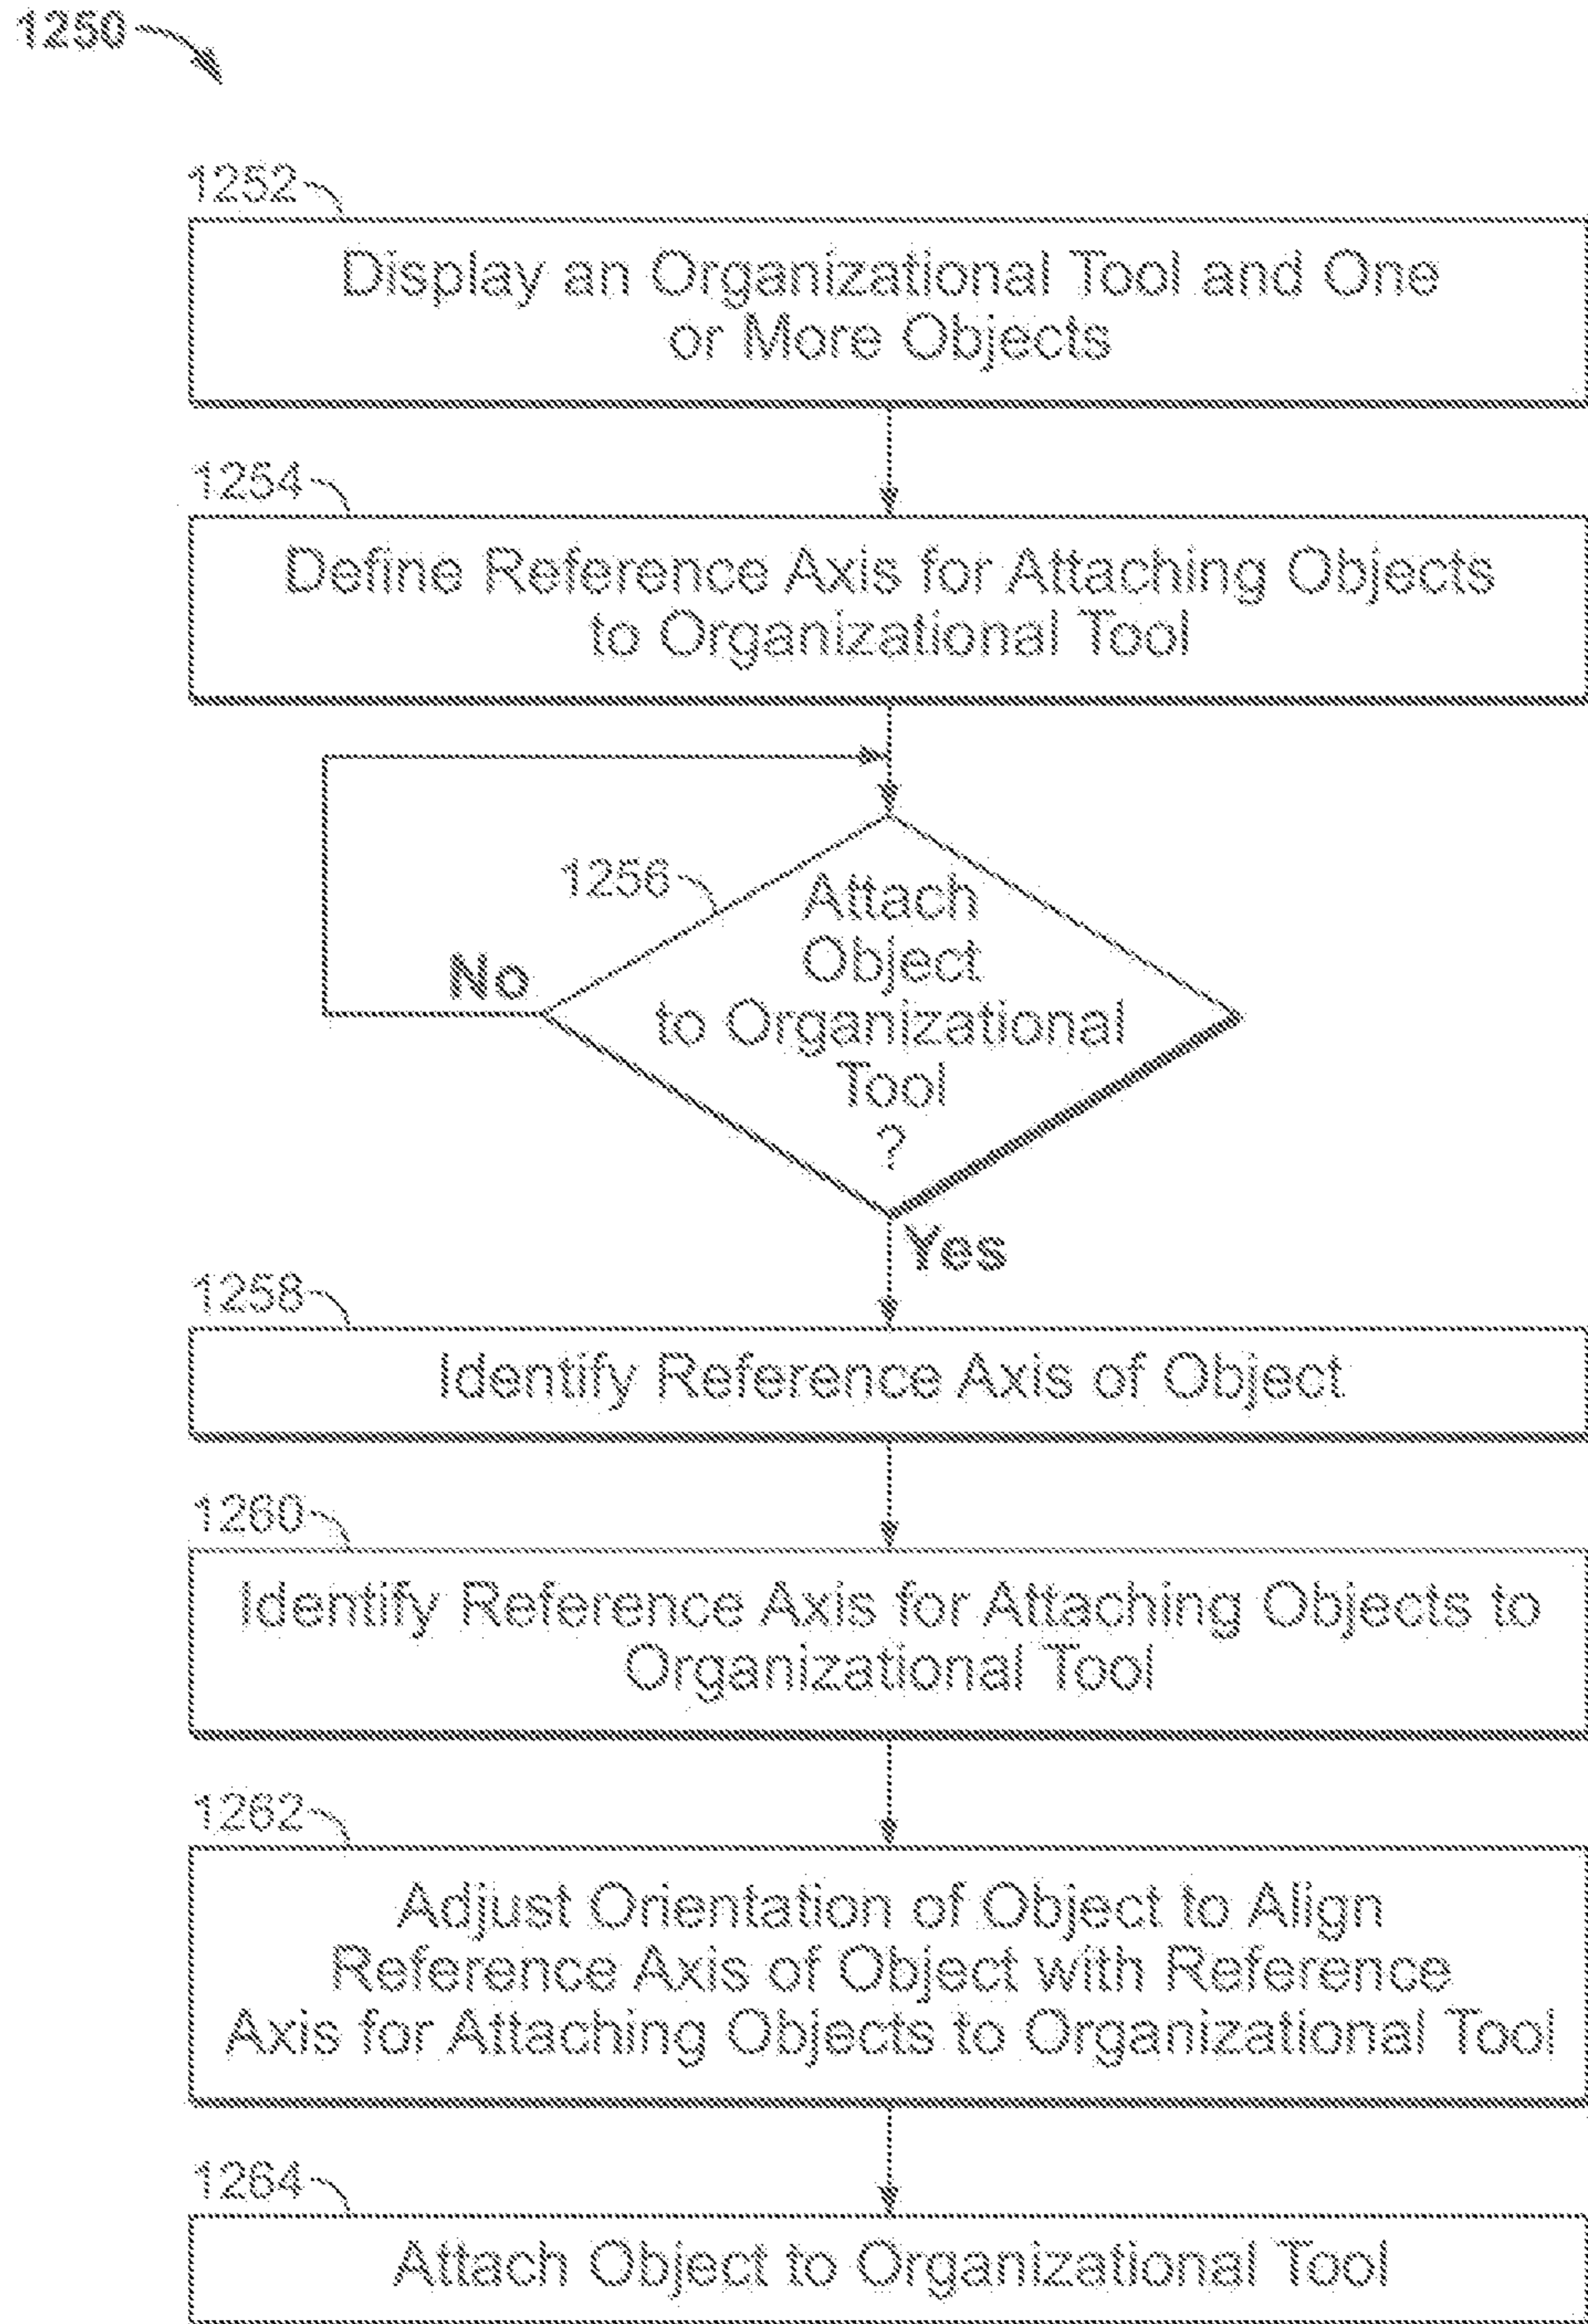 1250
1252
Display an Organizational Tool and One
or More Objects
1254
Define Reference Axis for Attaching Objects
to Organizational Tool
1256
Attach
Object
to Organizational
Tool
?
No
Yes
1258
Identify Reference Axis of Object
1260
Identify Reference Axis for Attaching Objects to
Organizational Tool
1262
Adjust Orientation of Object to Align
Reference Axis of Object with Reference
Axis for Attaching Objects to Organizational Tool
1264
Attach Object to Organizational Tool